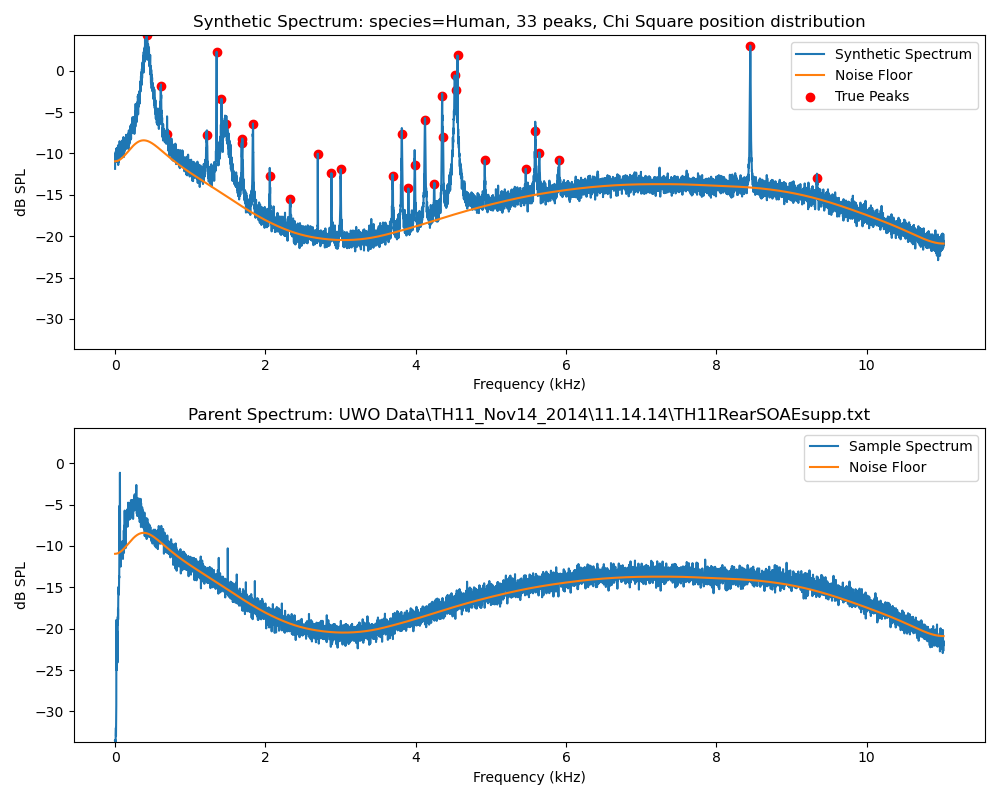 Synthetic Spectrum: species=Human, 33 peaks, Chi Square position distribution
Synthetic Spectrum
Noise Floor
True Peaks
dB SPL
0
−5
−10
−15
−20
−25
−30
0 2 4 6 8 10
Frequency (kHz)
Parent Spectrum: UWO Data\TH11_Nov14_2014\11.14.14\TH11RearSOAEsupp.txt
Sample Spectrum
Noise Floor
dB SPL
0
−5
−10
−15
−20
−25
−30
0 2 4 6 8 10
Frequency (kHz)